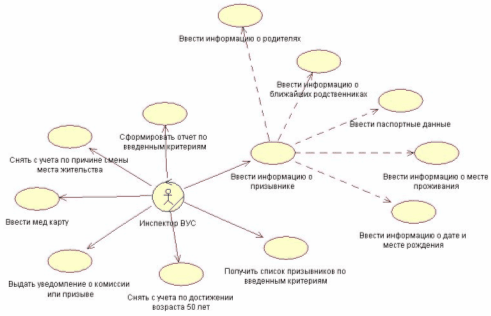 Ввести информацию о родителях
Ввести информацию о
ближайших родственниках
Ввести паспортные данные
Сформировать отчет по
введенным критериям
Снять с учета по причине смены
места жительства
Ввести информацию о
призывнике
Ввести информацию о месте
проживания
Ввести мед карту
Инспектор ВУС
Ввести информацию о дате и
месте рождения
Выдать уведомление о комиссии
или призыве
Снять с учета по достижении
возраста 50 лет
Получить список призывников по
введенным критериям